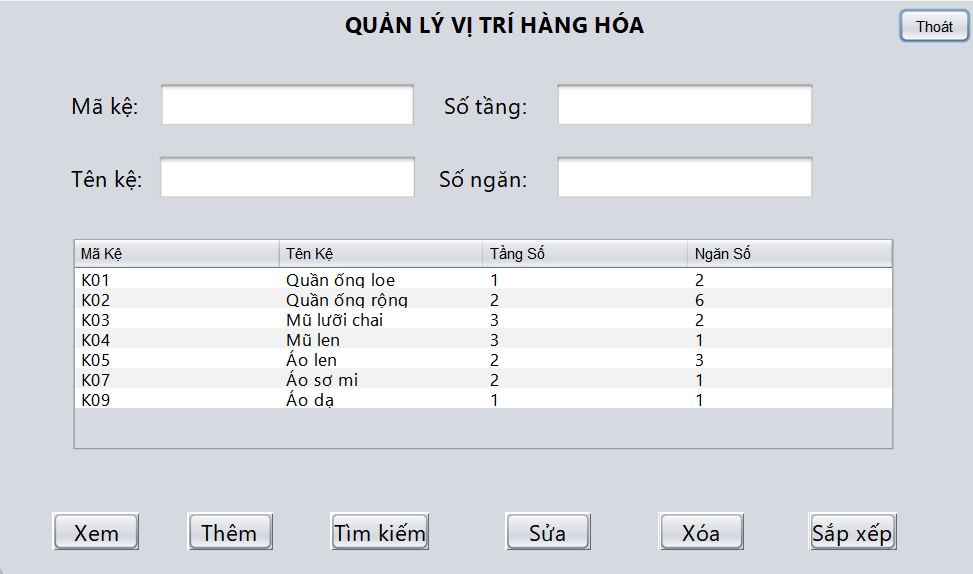 QUẢN LÝ VỊ TRÍ HÀNG HÓA
Thoát
Mã kệ: Số tầng:
Tên kệ: Số ngăn:
Mã Kệ Tên Kệ Tầng Số Ngăn Số
K01 Quần ống loe 1 2
K02 Quần ống rộng 2 6
K03 Mũ lưỡi chai 3 2
K04 Mũ len 3 1
K05 Áo len 2 3
K07 Áo sơ mi 2 1
K09 Áo dạ 1 1
Xem Thêm Tìm kiếm Sửa Xóa Sắp xếp